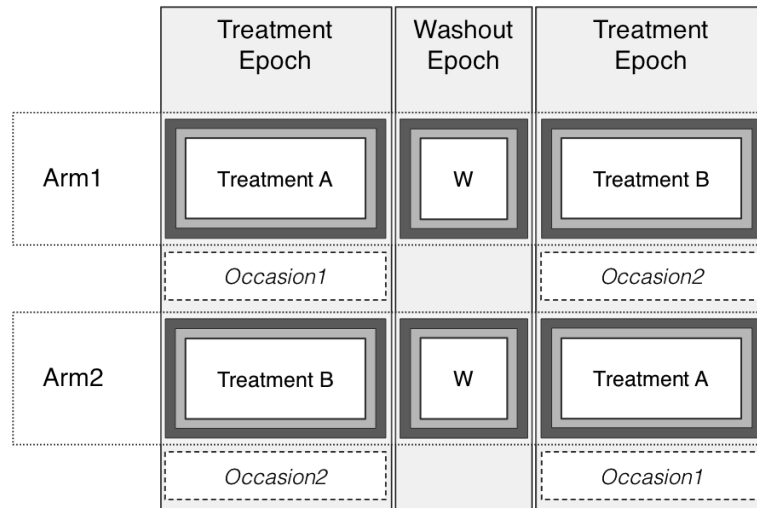 Treatment
Epoch
Washout
Epoch
Treatment
Epoch
Arm1
Treatment A
W
Treatment B
Occasion1
Occasion2
Arm2
Treatment B
W
Treatment A
Occasion2
Occasion1